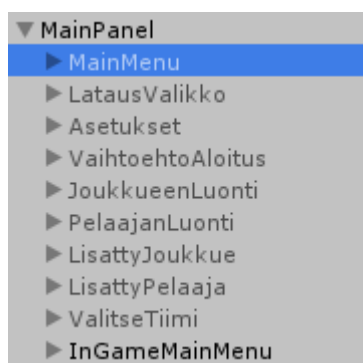 MainPanel
MainMenu
LatausValikko
Asetukset
VaihtoehtoAloitus
JoukkueenLuonti
PelaajanLuonti
LisattyJoukkue
LisattyPelaaja
ValitseTiimi
InGameMainMenu